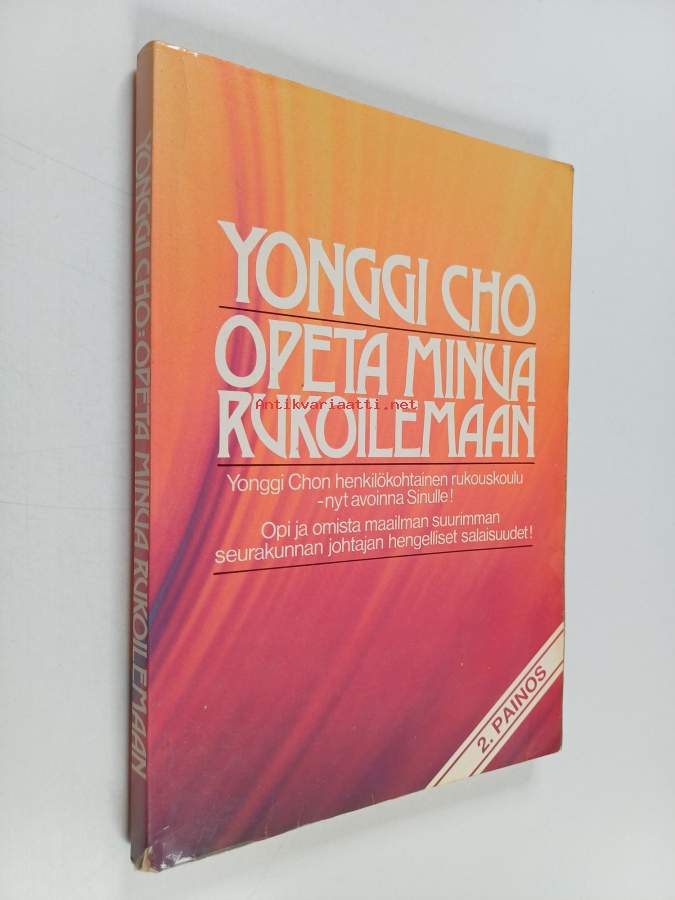 YONGGI CHO: OPETA MINUA RUKOILEMAAN
YONGGI CHO
OPETA MINUA
RUKOILEMAAN
Antikvariaatti.net
Yonggi Chon henkilökohtainen rukouskoulu
-nyt avoinna Sinulle!
Opi ja omista maailman suurimman
seurakunnan johtajan hengelliset salaisuudet!
2. PAINOS